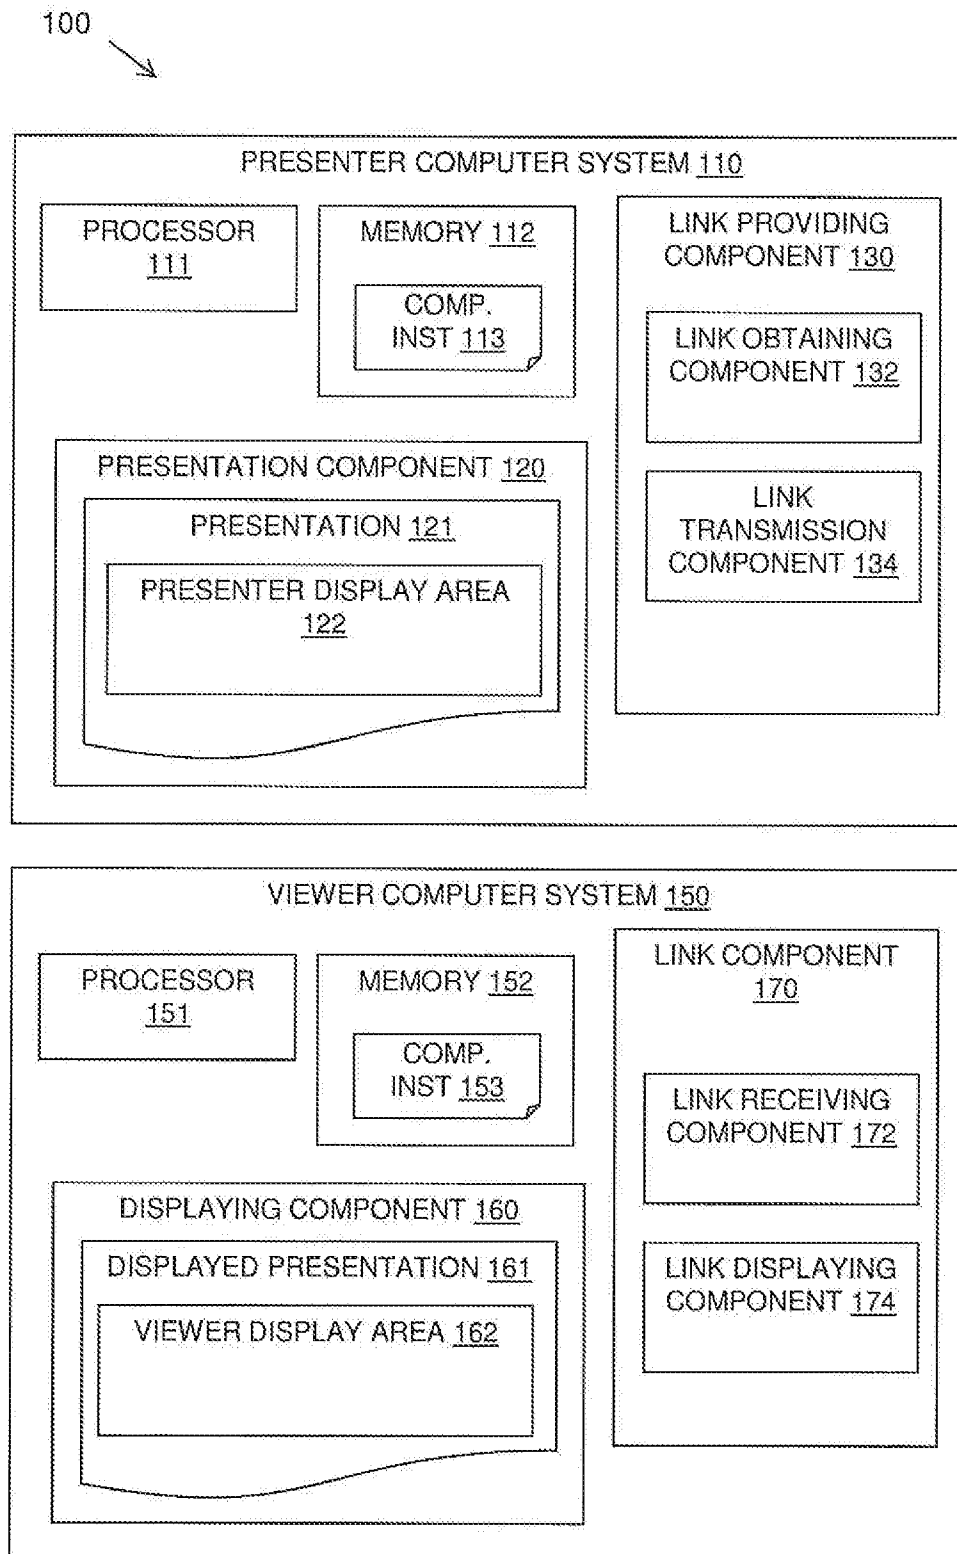 100
PRESENTER COMPUTER SYSTEM 110
PROCESSOR
111
MEMORY 112
COMP.
INST 113
LINK PROVIDING
COMPONENT 130
LINK OBTAINING
COMPONENT 132
LINK
TRANSMISSION
COMPONENT 134
PRESENTATION COMPONENT 120
PRESENTATION 121
PRESENTER DISPLAY AREA
122
VIEWER COMPUTER SYSTEM 150
PROCESSOR
151
MEMORY 152
COMP.
INST 153
LINK COMPONENT
170
LINK RECEIVING
COMPONENT 172
LINK DISPLAYING
COMPONENT 174
DISPLAYING COMPONENT 160
DISPLAYED PRESENTATION 161
VIEWER DISPLAY AREA 162